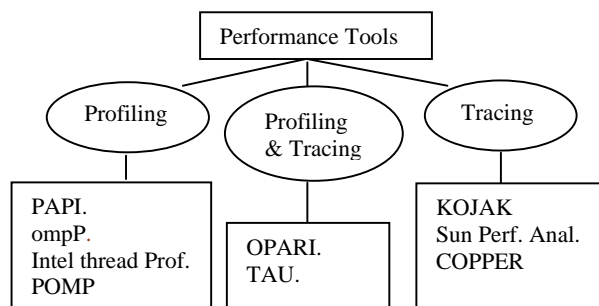 Performance Tools
Profiling
Profiling
& Tracing
Tracing
PAPI.
ompP.
Intel thread Prof.
POMP
OPARI.
TAU.
KOJAK
Sun Perf. Anal.
COPPER